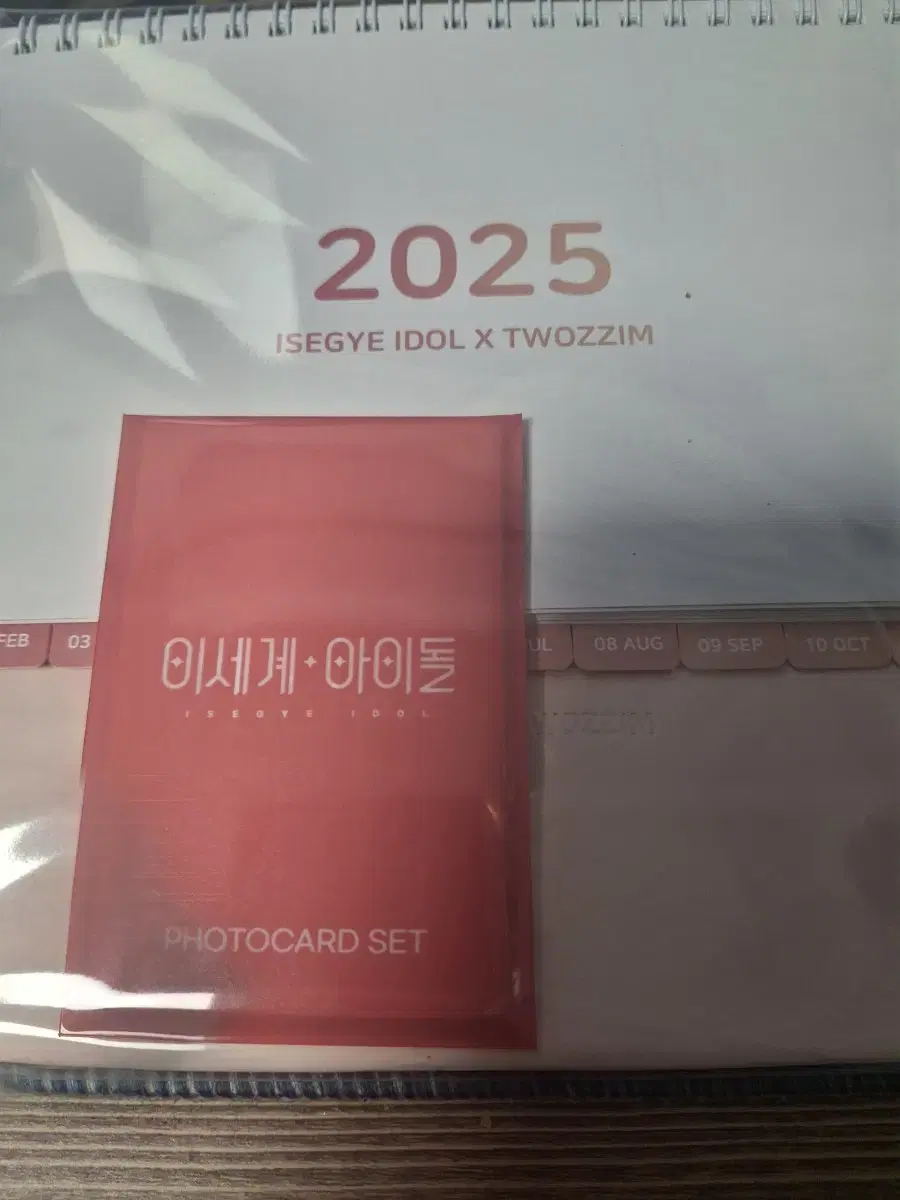 2025
ISEGYE IDOL X TWOZZIM
FEB 03 UL 08 AUG 09 SEP 10 OCT
이세계·아이돌
ISEGYE IDOL
PHOTOCARD SET